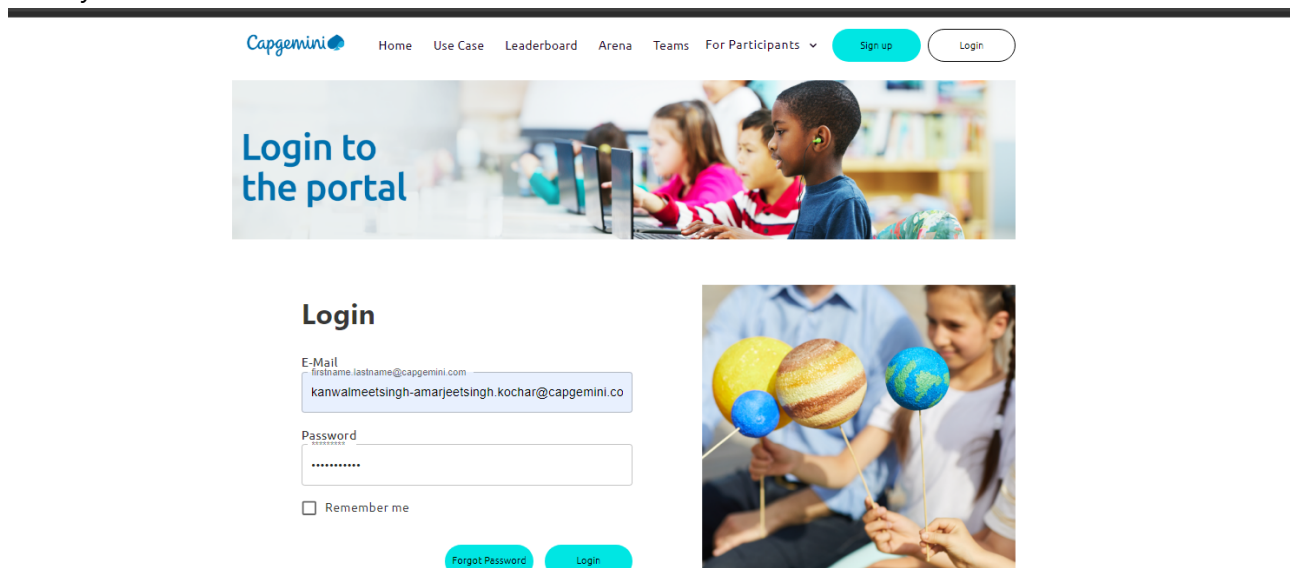 Capgemini Home Use Case Leaderboard Arena Teams For Participants Sign up Login
Login to
the portal
Login
E-Mail
firstname.lastname@capgemini.com
kanwalmeetsingh-amarjeetsingh.kochar@capgemini.co
Password
*********
•••••••••••
Remember me
Forgot Password Login